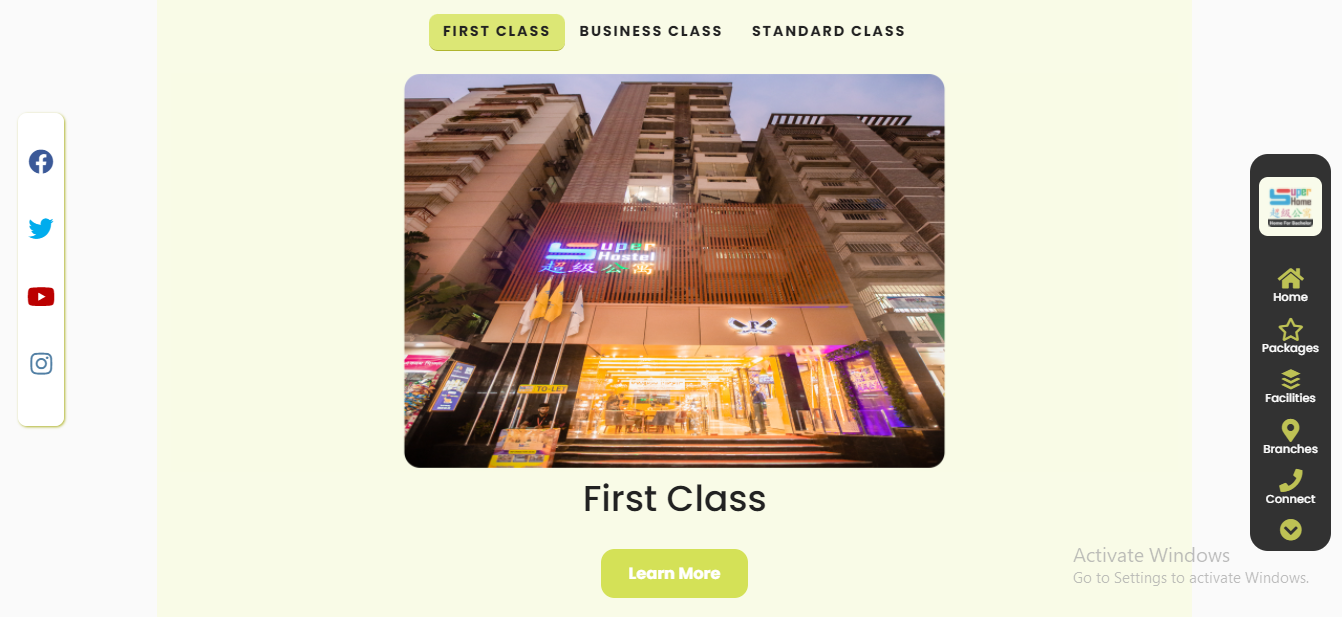 FIRST CLASS
BUSINESS CLASS
STANDARD CLASS
Super
Hostel
超级公寓
TO-LET
First Class
Learn More
Super
Home
超级公寓
Home For Bachelor
Home
Packages
Facilities
Branches
Connect
Activate Windows
Go to Settings to activate Windows.